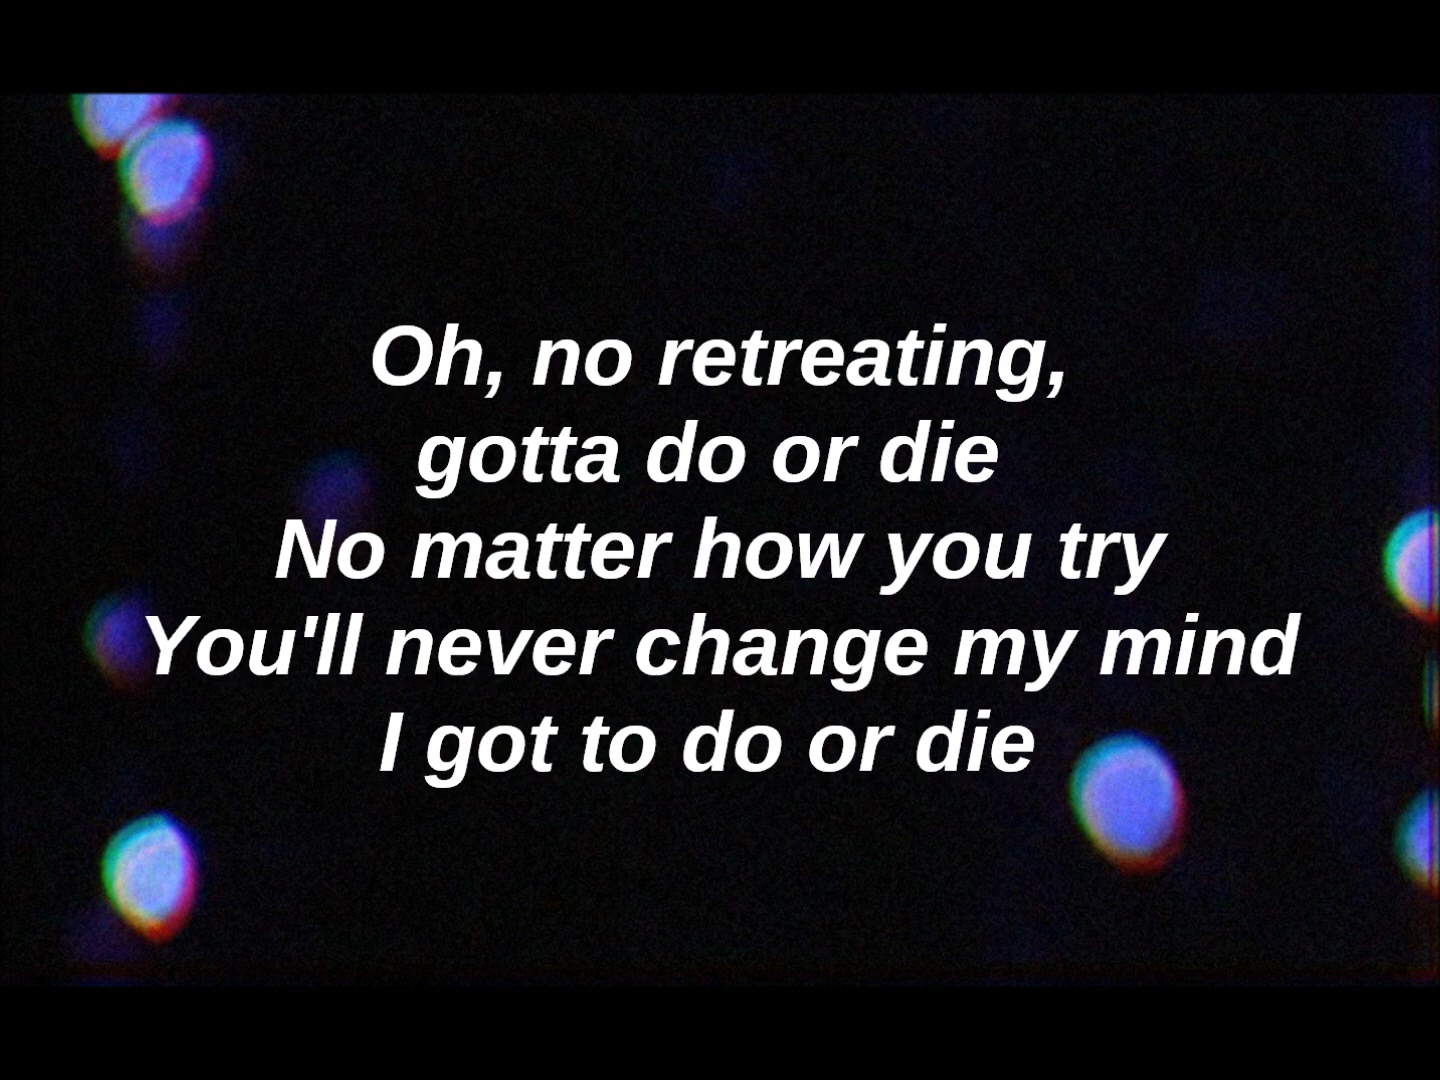 Oh, no retreating,
gotta do or die
No matter how you try
You'll never change my mind
I got to do or die